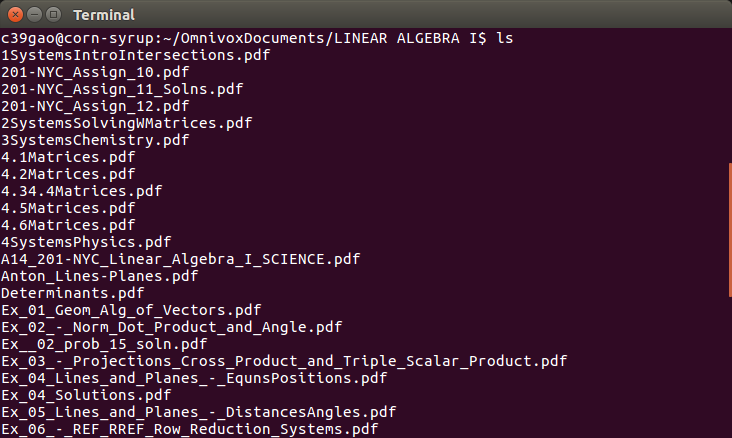 Terminal
c39gao@corn-syrup:~/OmnivoxDocuments/LINEAR ALGEBRA I$ ls
1SystemsIntroIntersections.pdf
201-NYC_Assign_10.pdf
201-NYC_Assign_11_Solns.pdf
201-NYC_Assign_12.pdf
2SystemsSolvingWMatrices.pdf
3SystemsChemistry.pdf
4.1Matrices.pdf
4.2Matrices.pdf
4.34.4Matrices.pdf
4.5Matrices.pdf
4.6Matrices.pdf
4SystemsPhysics.pdf
A14_201-NYC_Linear_Algebra_I_SCIENCE.pdf
Anton_Lines-Planes.pdf
Determinants.pdf
Ex_01_Geom_Alg_of_Vectors.pdf
Ex_02_-_Norm_Dot_Product_and_Angle.pdf
Ex__02_prob_15_soln.pdf
Ex_03_-_Projections_Cross_Product_and_Triple_Scalar_Product.pdf
Ex_04_Lines_and_Planes_-_EqunsPositions.pdf
Ex_04_Solutions.pdf
Ex_05_Lines_and_Planes_-_DistancesAngles.pdf
Ex_06_-_REF_RREF_Row_Reduction_Systems.pdf